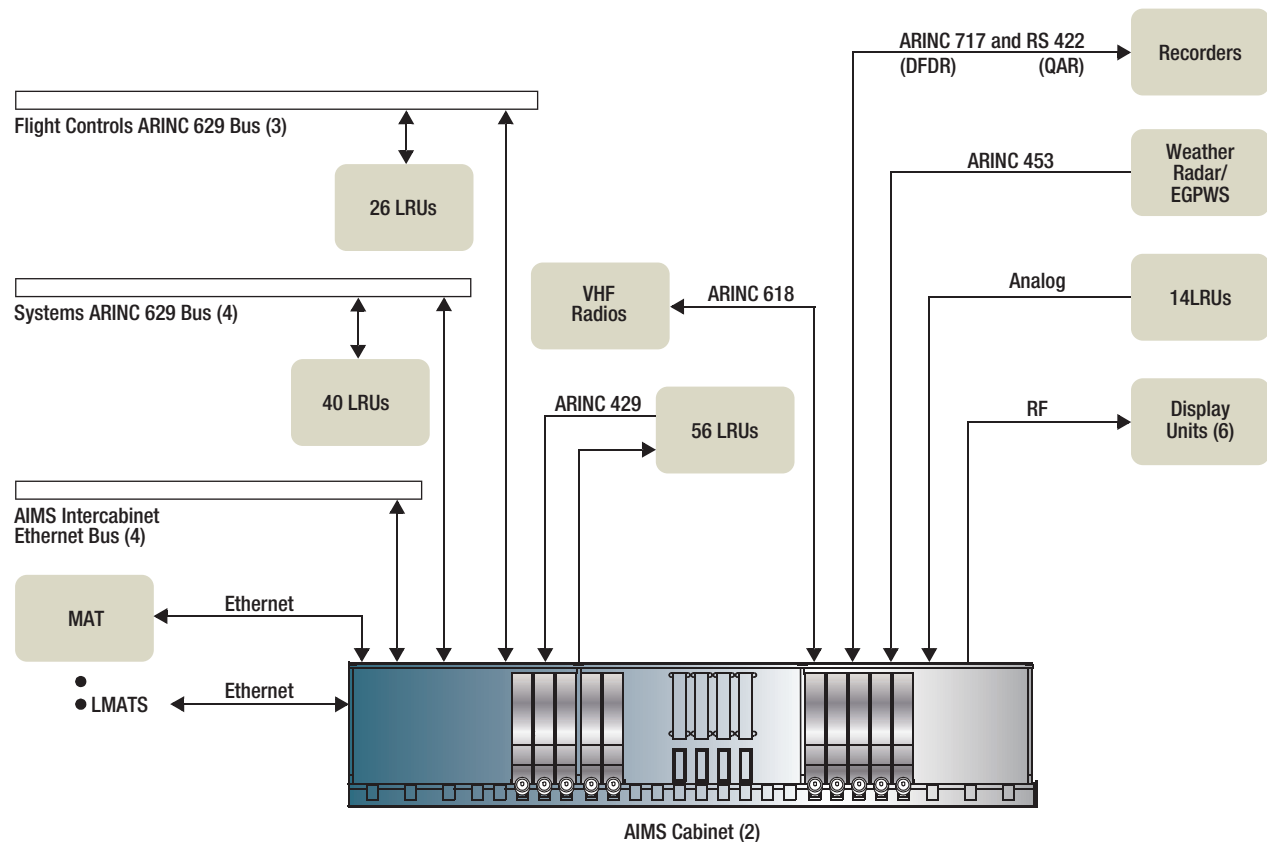 ARINC 717 and RS 422
(DFDR) (QAR)
Recorders
Flight Controls ARINC 629 Bus (3)
26 LRUs
ARINC 453
Weather
Radar/
EGPWS
Systems ARINC 629 Bus (4)
40 LRUs
VHF
Radios
ARINC 618
Analog
14LRUs
ARINC 429
56 LRUs
RF
Display
Units (6)
AIMS Intercabinet
Ethernet Bus (4)
MAT
Ethernet
LMATS
Ethernet
AIMS Cabinet (2)